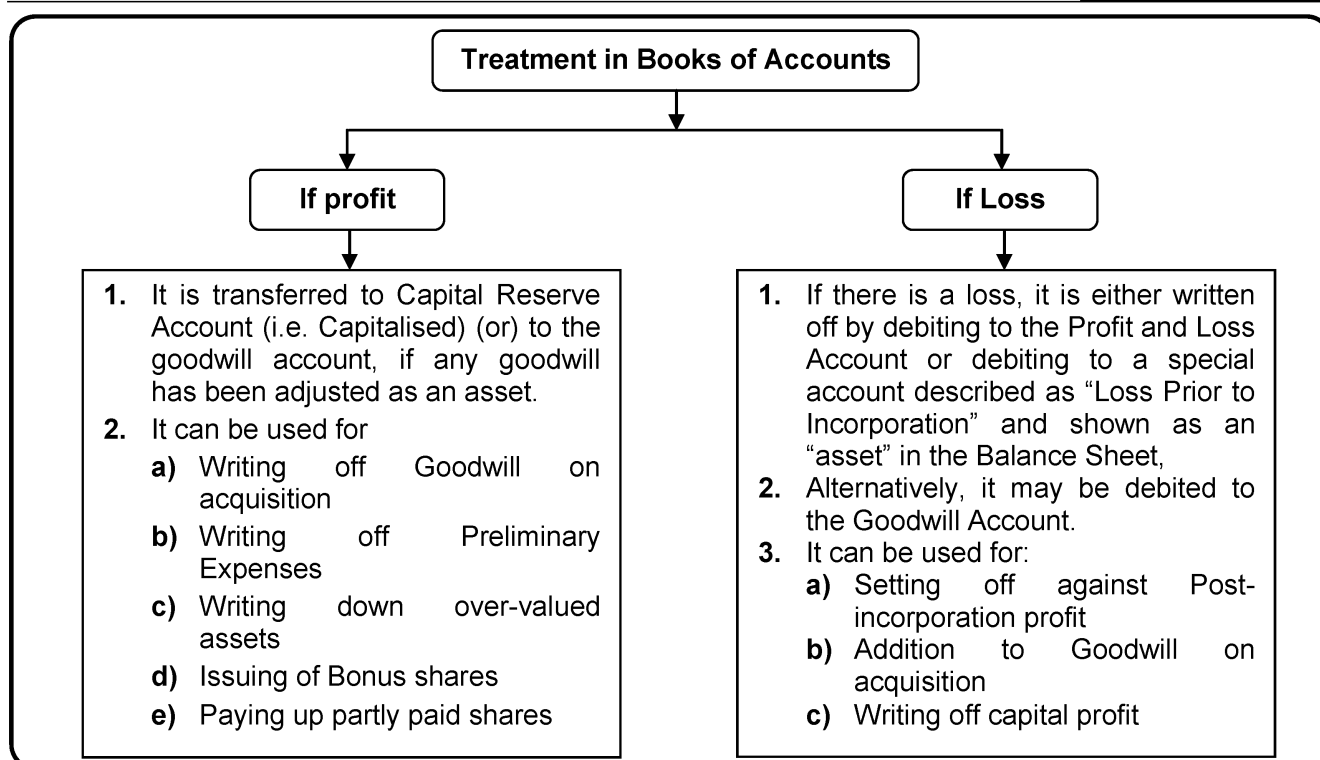 Treatment in Books of Accounts
If profit
If Loss
1. It is transferred to Capital Reserve
Account (i.e. Capitalised) (or) to the
goodwill account, if any goodwill
has been adjusted as an asset.
2. It can be used for
a) Writing off Goodwill on
acquisition
b) Writing off Preliminary
Expenses
c) Writing down over-valued
assets
d) Issuing of Bonus shares
e) Paying up partly paid shares
1. If there is a loss, it is either written
off by debiting to the Profit and Loss
Account or debiting to a special
account described as “Loss Prior to
Incorporation” and shown as an
“asset” in the Balance Sheet,
2. Alternatively, it may be debited to
the Goodwill Account.
3. It can be used for:
a) Setting off against Post-
incorporation profit
b) Addition to Goodwill on
acquisition
c) Writing off capital profit